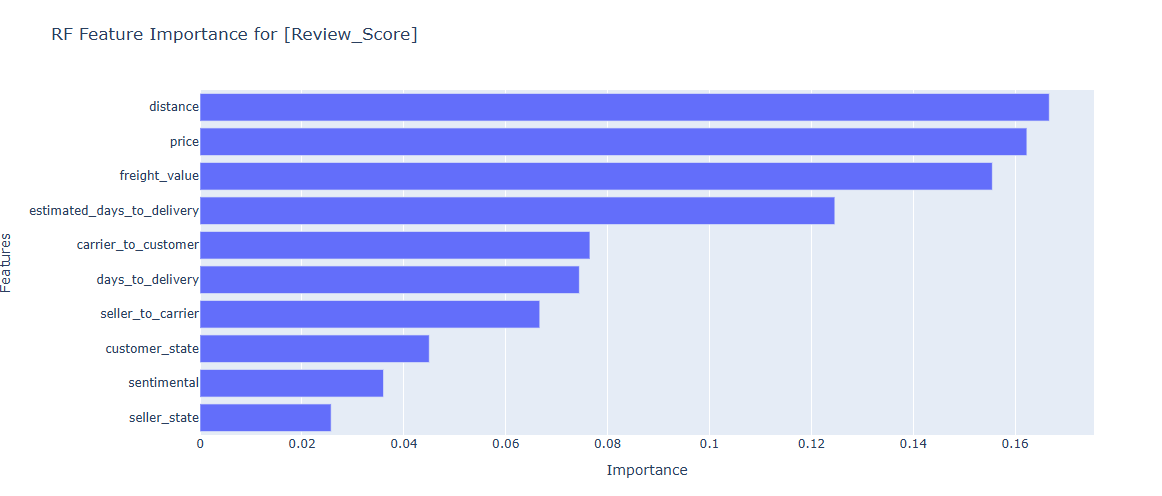 RF Feature Importance for [Review_Score]
Features
distance
price
freight_value
estimated_days_to_delivery
carrier_to_customer
days_to_delivery
seller_to_carrier
customer_state
sentimental
seller_state
0 0.02 0.04 0.06 0.08 0.1 0.12 0.14 0.16
Importance